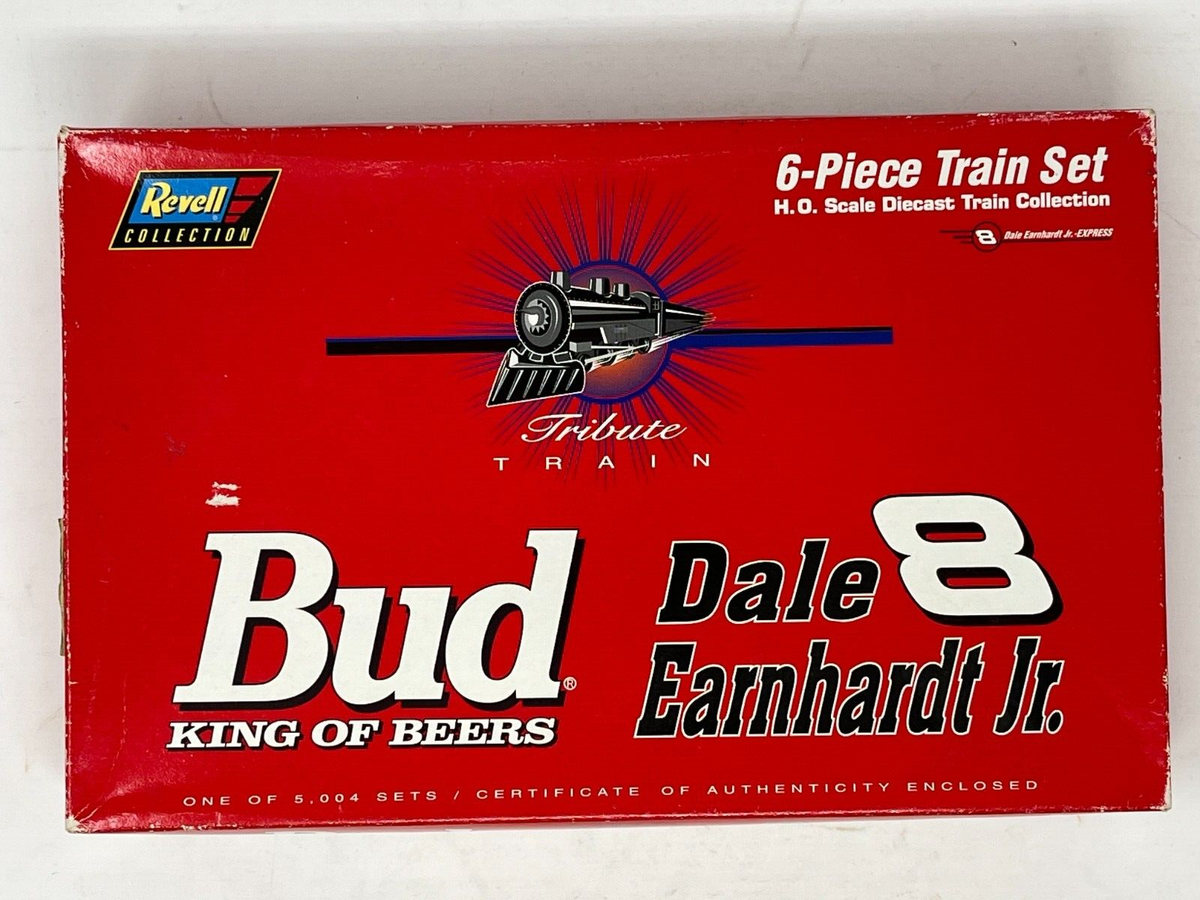 Revell®
COLLECTION
6-Piece Train Set
H.O. Scale Diecast Train Collection
8 Dale Earnhardt Jr.-EXPRESS
Tribute
TRAIN
Bud®
KING OF BEERS
Dale 8
Earnhardt Jr.
ONE OF 5,004 SETS / CERTIFICATE OF AUTHENTICITY ENCLOSED